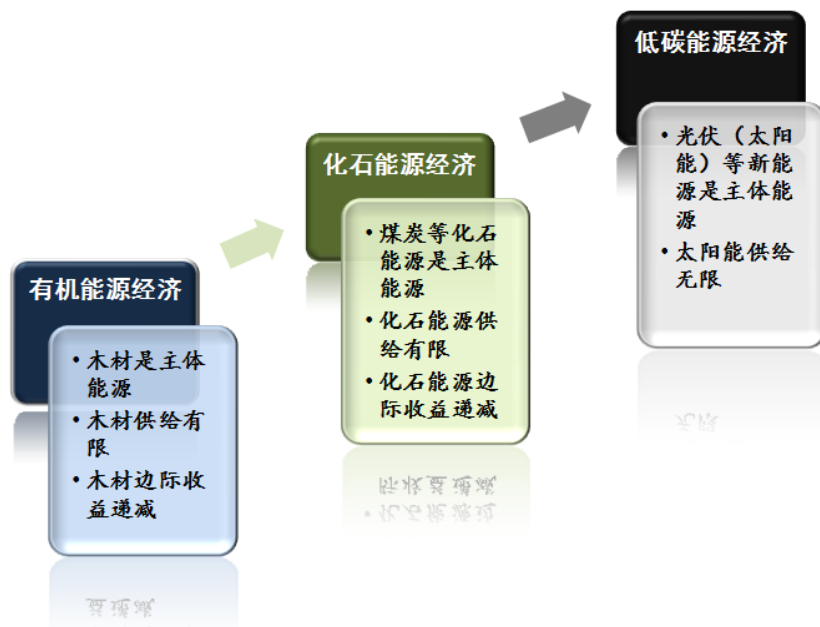 有机能源经济
• 木材是主体
能源
• 木材供给有
限
• 木材边际收
益递减
化石能源经济
• 煤炭等化石
能源是主体
能源
• 化石能源供
给有限
• 化石能源边
际收益递减
低碳能源经济
• 光伏（太阳
能）等新能
源是主体能
源
• 太阳能供给
无限